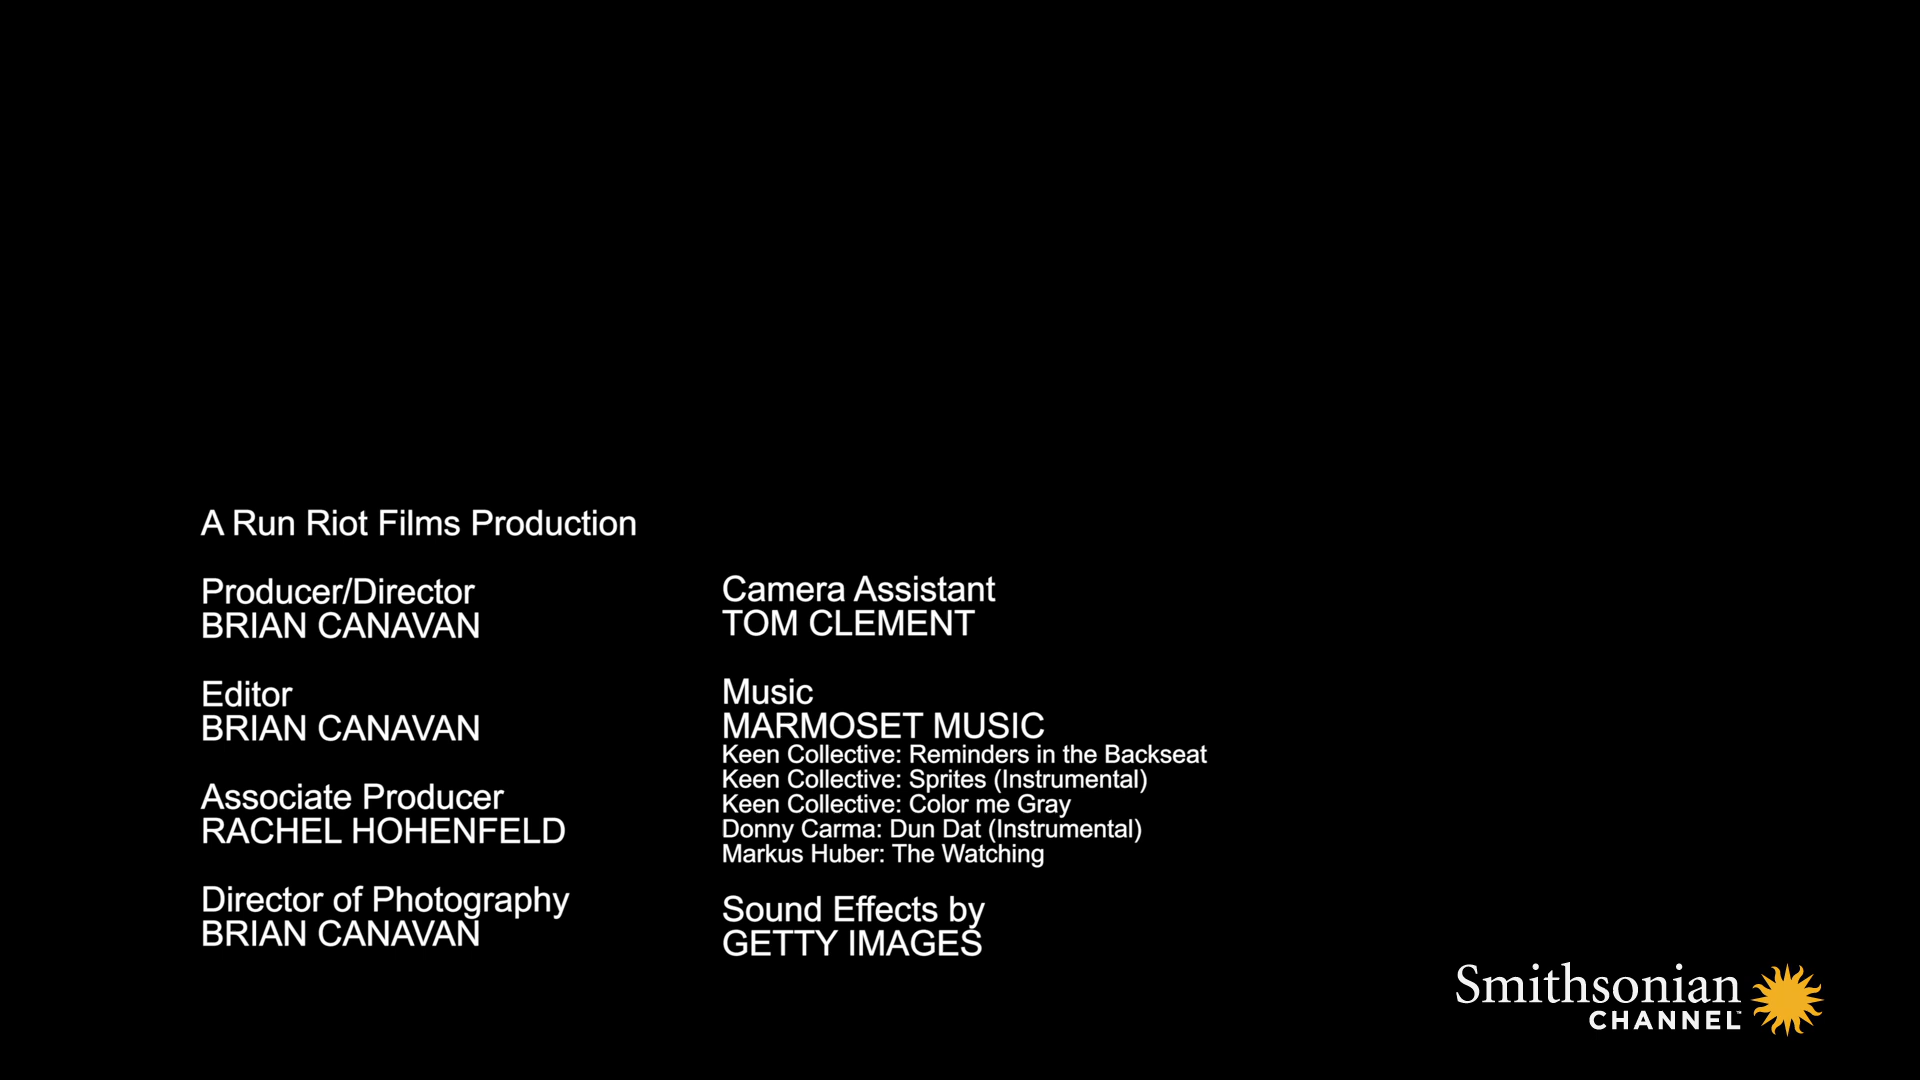 A Run Riot Films Production
Producer/Director
BRIAN CANAVAN
Editor
BRIAN CANAVAN
Associate Producer
RACHEL HOHENFELD
Director of Photography
BRIAN CANAVAN
Camera Assistant
TOM CLEMENT
Music
MARMOSET MUSIC
Keen Collective: Reminders in the Backseat
Keen Collective: Sprites (Instrumental)
Keen Collective: Color me Gray
Donny Carma: Dun Dat (Instrumental)
Markus Huber: The Watching
Sound Effects by
GETTY IMAGES
Smithsonian
CHANNEL™